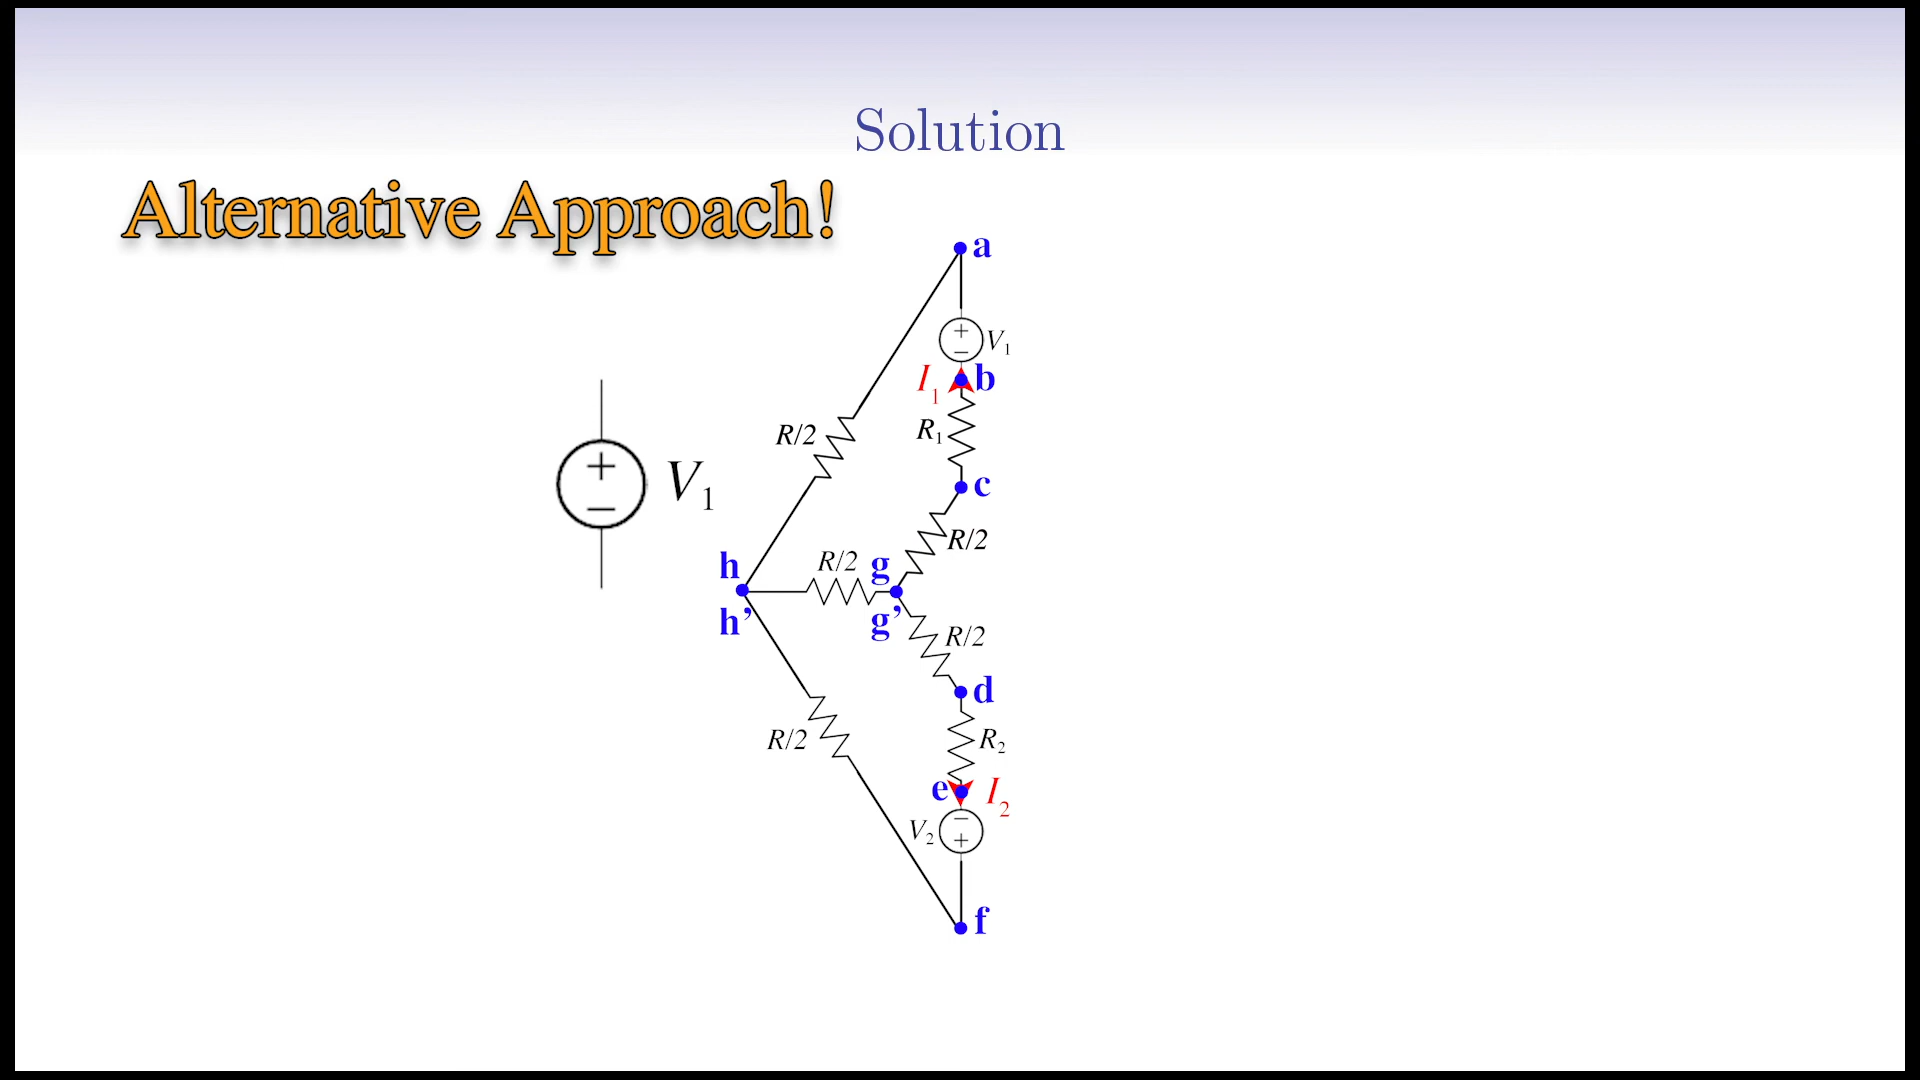 Solution
Alternative Approach!
a
+
−
V1
I1
b
R/2
R1
c
+
−
V1
R/2
h
R/2
g
h’
g’
R/2
d
R/2
R2
e
I2
V2
−
+
f